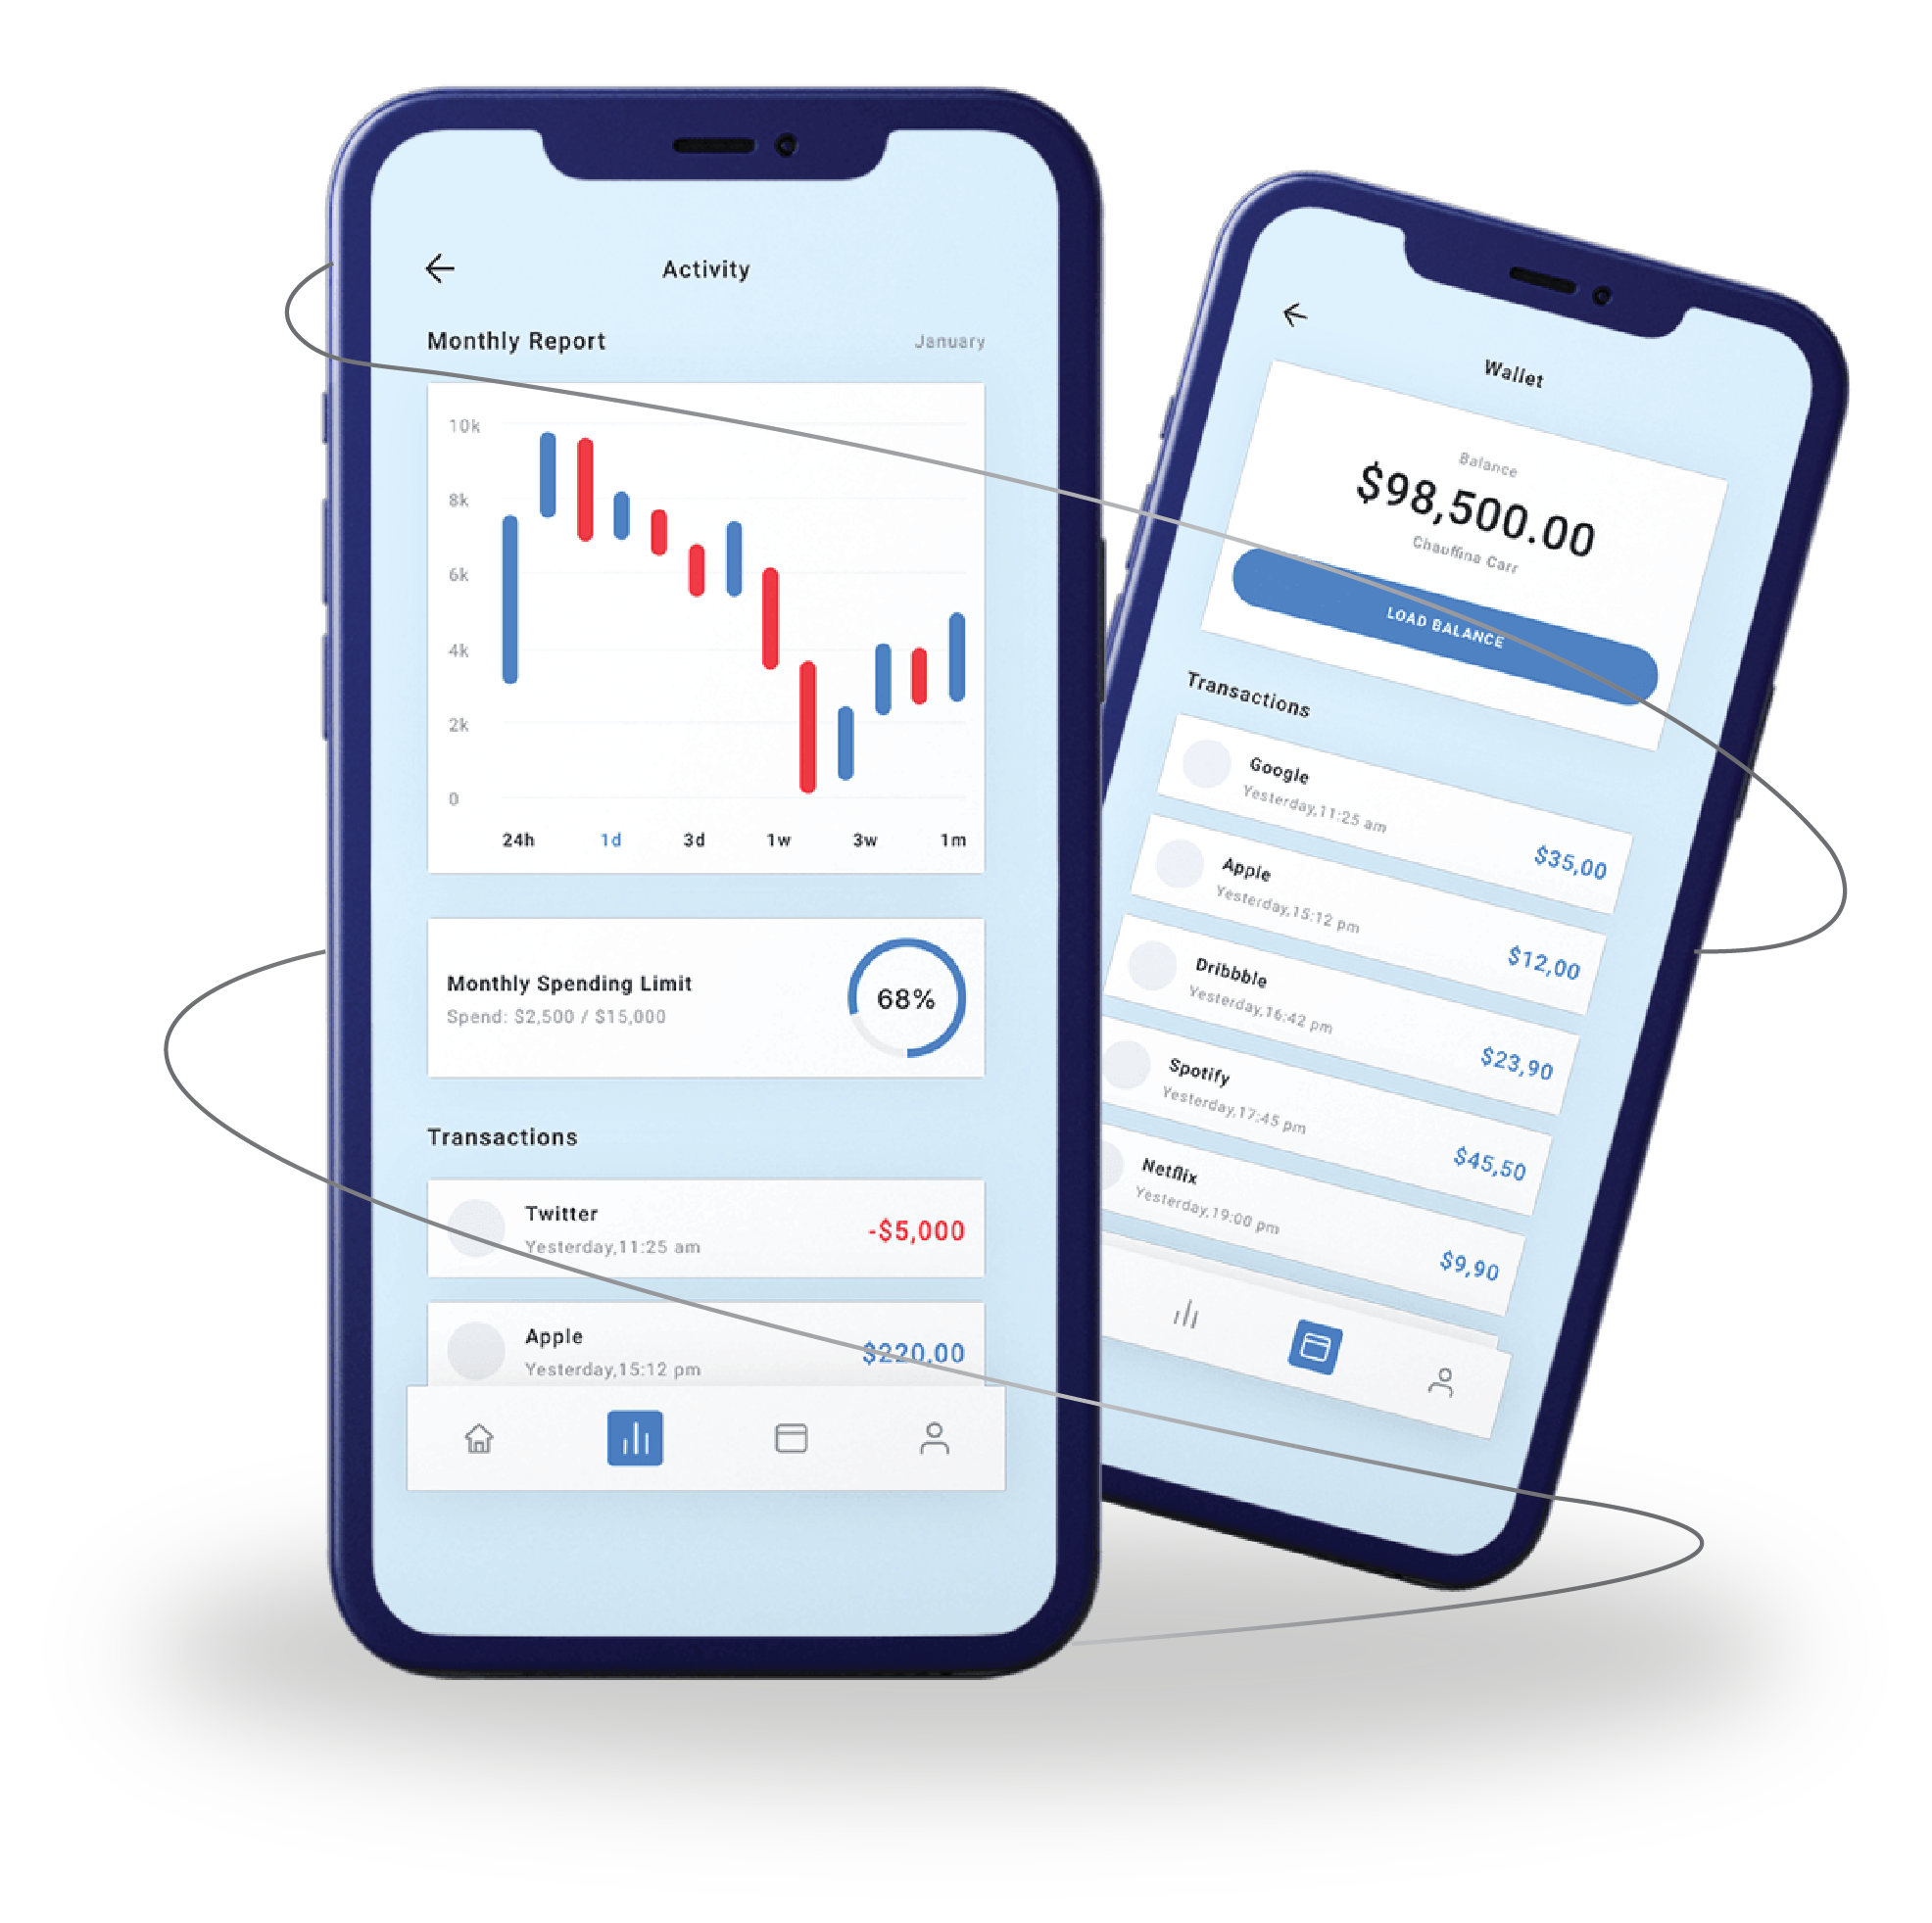 Activity
Monthly Report
January
10k
8k
6k
4k
2k
0
24h 1d 3d 1w 3w 1m
Monthly Spending Limit
Spend: $2,500 / $15,000
68%
Transactions
Twitter
Yesterday,11:25 am
-$5,000
Apple
Yesterday,15:12 pm
$220,00
Wallet
Balance
$98,500.00
Chauffina Carr
LOAD BALANCE
Transactions
Google
Yesterday,11:25 am
$35,00
Apple
Yesterday,15:12 pm
$12,00
Dribbble
Yesterday,16:42 pm
$23,90
Spotify
Yesterday,17:45 pm
$45,50
Netflix
Yesterday,19:00 pm
$9,90